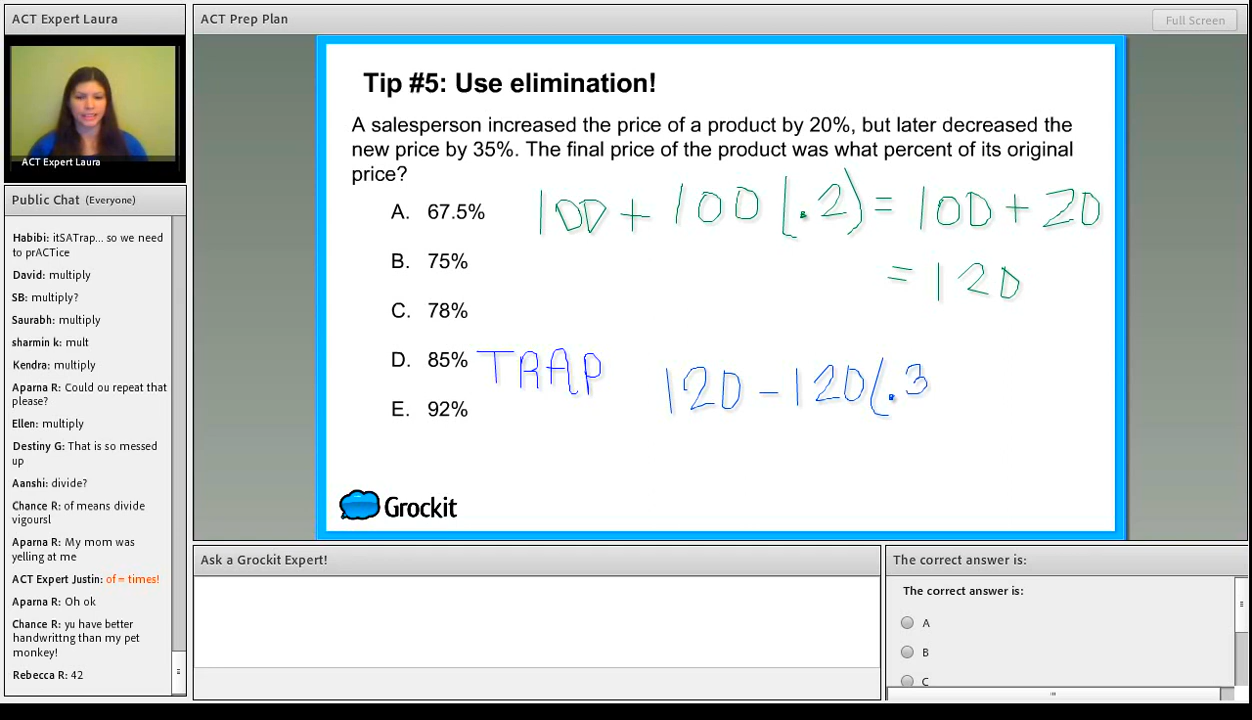 ACT Expert Laura
ACT Prep Plan
Full Screen
ACT Expert Laura
Public Chat (Everyone)
Habibi: itSATrap... so we need
to prACTice
David: multiply
SB: multiply?
Saurabh: multiply
sharmin k: mult
Kendra: multiply
Aparna R: Could ou repeat that
please?
Ellen: multiply
Destiny G: That is so messed
up
Aanshi: divide?
Chance R: of means divide
vigoursl
Aparna R: My mom was
yelling at me
ACT Expert Justin: of = times!
Aparna R: Oh ok
Chance R: yu have better
handwrittng than my pet
monkey!
Rebecca R: 42
Tip #5: Use elimination!
A salesperson increased the price of a product by 20%, but later decreased the
new price by 35%. The final price of the product was what percent of its original
price?
A. 67.5%
100 + 100 (.2) = 100 + 20
B. 75%
= 120
C. 78%
D. 85% TRAP
120 - 120(.3
E. 92%
Grockit
Ask a Grockit Expert!
The correct answer is:
The correct answer is:
A
B
C